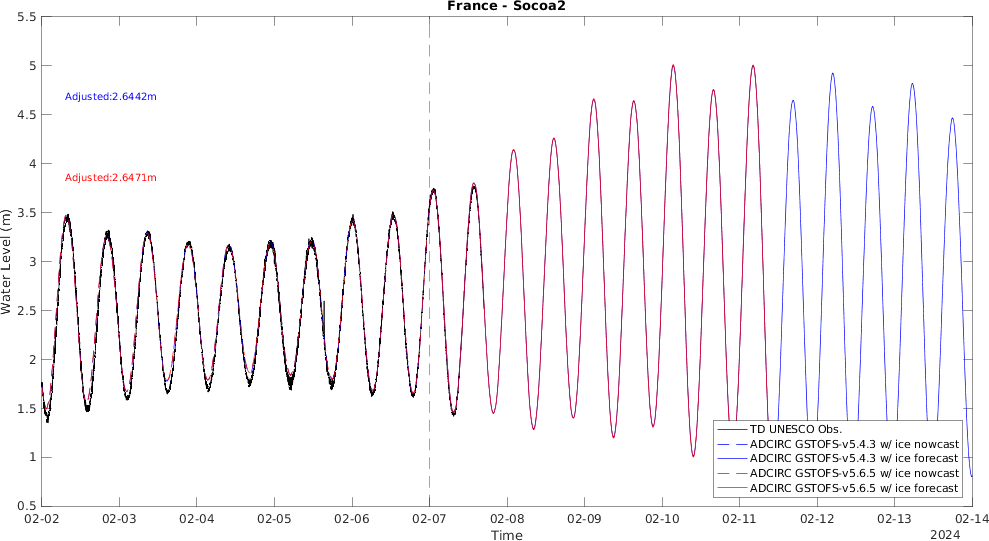 France - Socoa2
5.5
5
4.5
4
3.5
3
2.5
2
1.5
1
0.5
Water Level (m)
Adjusted:2.6442m
Adjusted:2.6471m
TD UNESCO Obs.
ADCIRC GSTOFS-v5.4.3 w/ ice nowcast
ADCIRC GSTOFS-v5.4.3 w/ ice forecast
ADCIRC GSTOFS-v5.6.5 w/ ice nowcast
ADCIRC GSTOFS-v5.6.5 w/ ice forecast
02-02 02-03 02-04 02-05 02-06 02-07 02-08 02-09 02-10 02-11 02-12 02-13 02-14
Time
2024